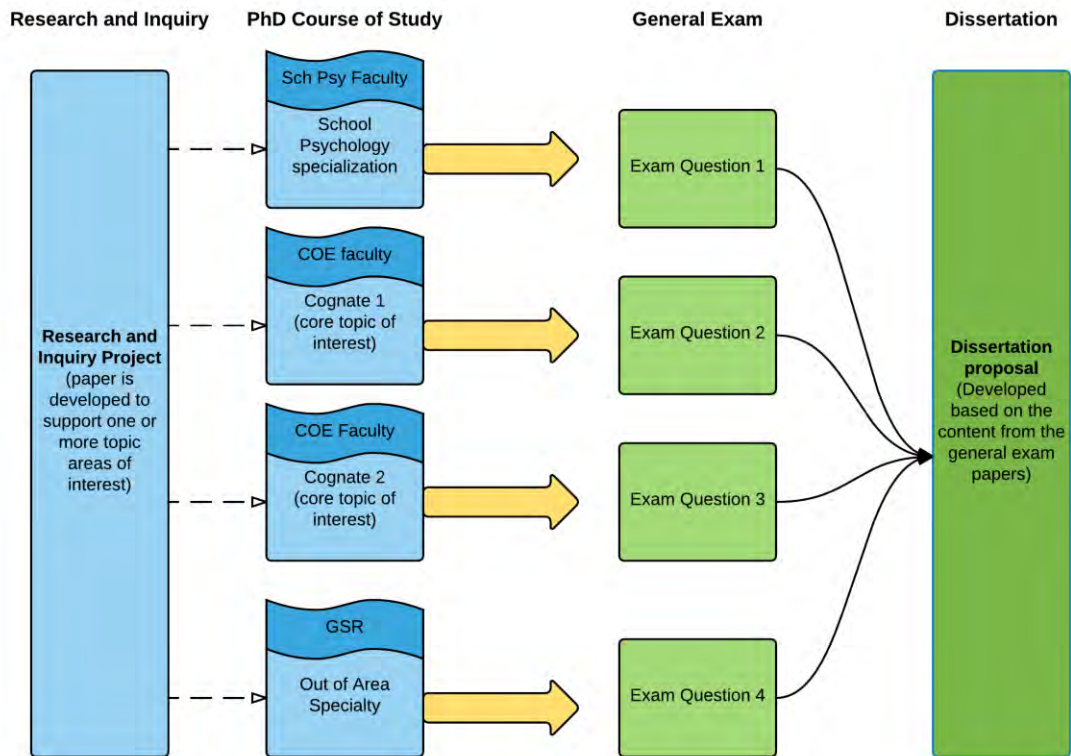 Research and Inquiry
PhD Course of Study
General Exam
Dissertation
Research and
Inquiry Project
(paper is
developed to
support one or
more topic
areas of
interest)
Sch Psy Faculty
School
Psychology
specialization
COE faculty
Cognate 1
(core topic of
interest)
COE Faculty
Cognate 2
(core topic of
interest)
GSR
Out of Area
Specialty
Exam Question 1
Exam Question 2
Exam Question 3
Exam Question 4
Dissertation
proposal
(Developed
based on the
content from the
general exam
papers)